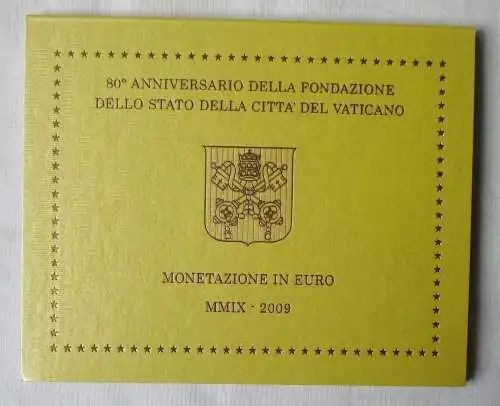 80° ANNIVERSARIO DELLA FONDAZIONE
DELLO STATO DELLA CITTA' DEL VATICANO
MONETAZIONE IN EURO
MMIX - 2009